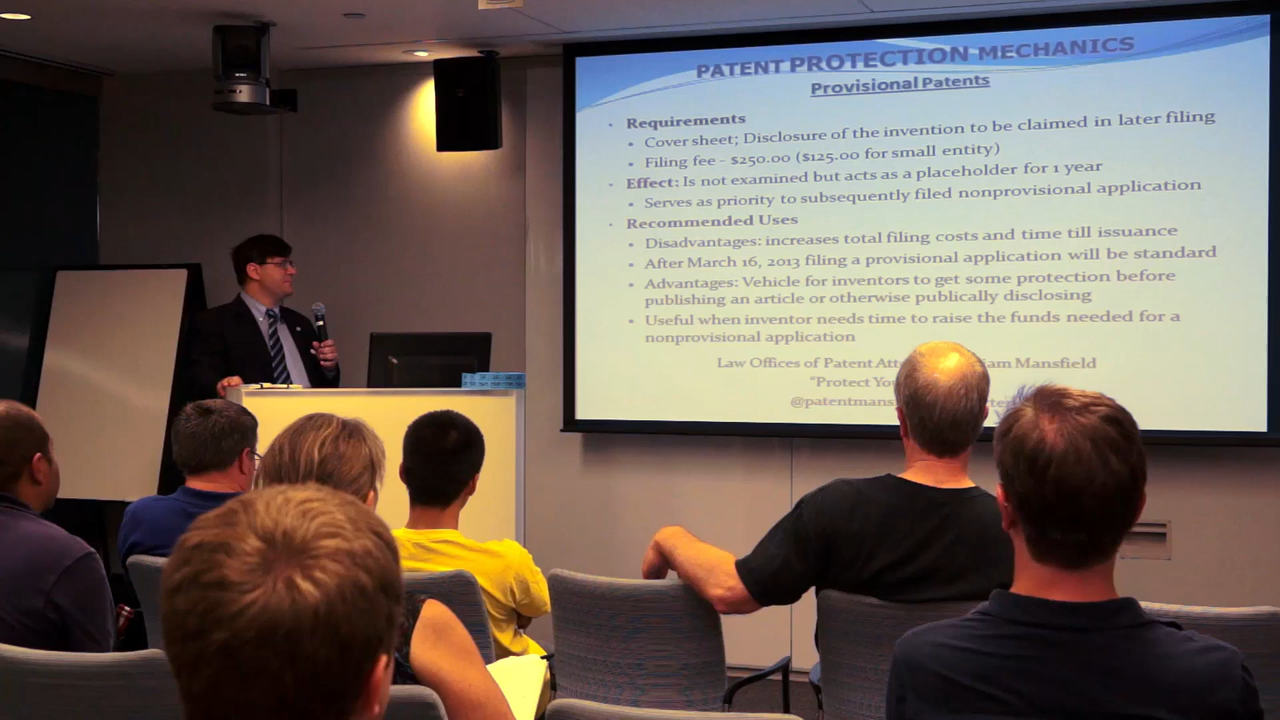 PATENT PROTECTION MECHANICS
Provisional Patents
• Requirements
• Cover sheet; Disclosure of the invention to be claimed in later filing
• Filing fee - $250.00 ($125.00 for small entity)
• Effect: Is not examined but acts as a placeholder for 1 year
• Serves as priority to subsequently filed nonprovisional application
• Recommended Uses
• Disadvantages: increases total filing costs and time till issuance
• After March 16, 2013 filing a provisional application will be standard
• Advantages: Vehicle for inventors to get some protection before
publishing an article or otherwise publically disclosing
• Useful when inventor needs time to raise the funds needed for a
nonprovisional application
Law Offices of Patent Mansfield
"Protect